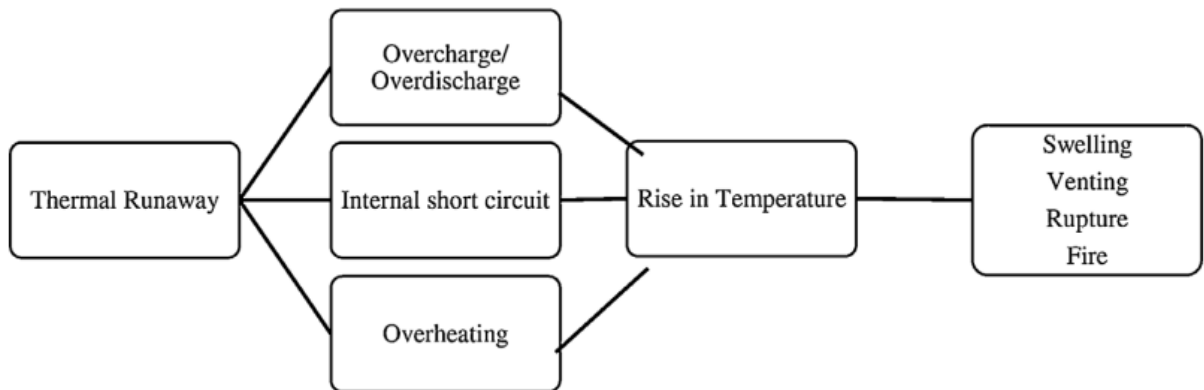 Thermal Runaway
Overcharge/
Overdischarge
Internal short circuit
Overheating
Rise in Temperature
Swelling
Venting
Rupture
Fire